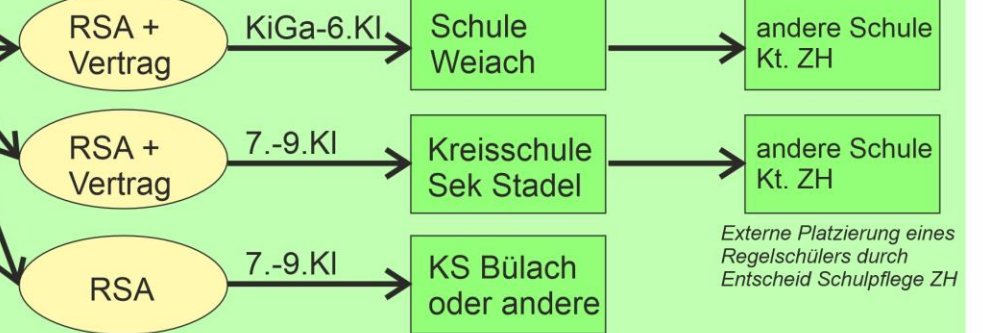 RSA +
Vertrag
KiGa-6.Kl
Schule
Weiach
andere Schule
Kt. ZH
RSA +
Vertrag
7.-9.Kl
Kreisschule
Sek Stadel
andere Schule
Kt. ZH
Externe Platzierung eines
Regelschülers durch
Entscheid Schulpflege ZH
RSA
7.-9.Kl
KS Bülach
oder andere